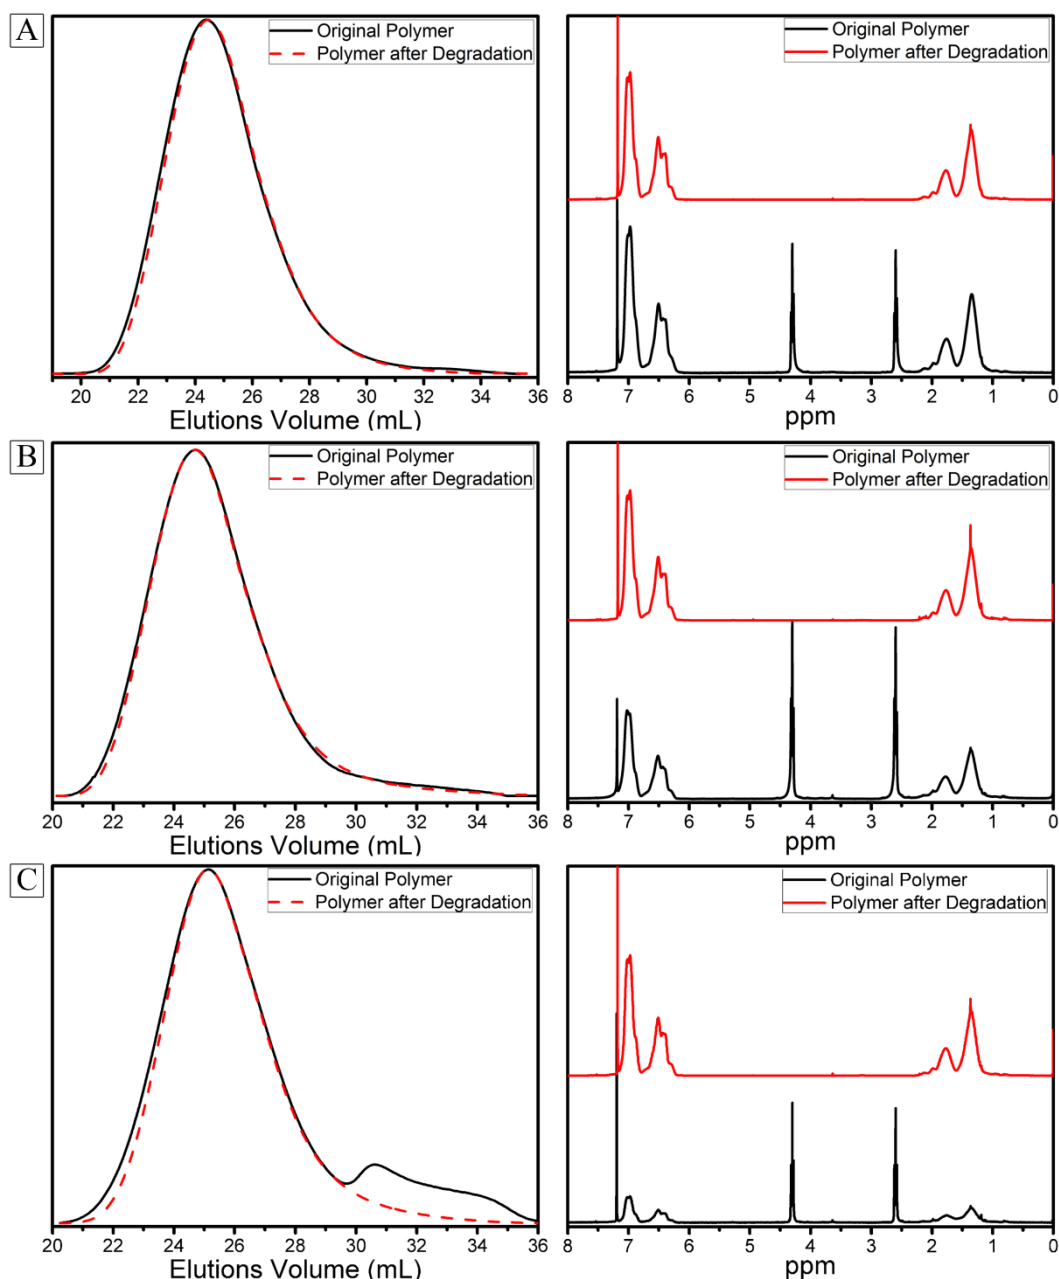 A
Original Polymer
Polymer after Degradation
20 22 24 26 28 30 32 34 36
Elutions Volume (mL)
Original Polymer
Polymer after Degradation
8 7 6 5 4 3 2 1 0
ppm
B
Original Polymer
Polymer after Degradation
20 22 24 26 28 30 32 34 36
Elutions Volume (mL)
Original Polymer
Polymer after Degradation
8 7 6 5 4 3 2 1 0
ppm
C
Original Polymer
Polymer after Degradation
20 22 24 26 28 30 32 34 36
Elutions Volume (mL)
Original Polymer
Polymer after Degradation
8 7 6 5 4 3 2 1 0
ppm